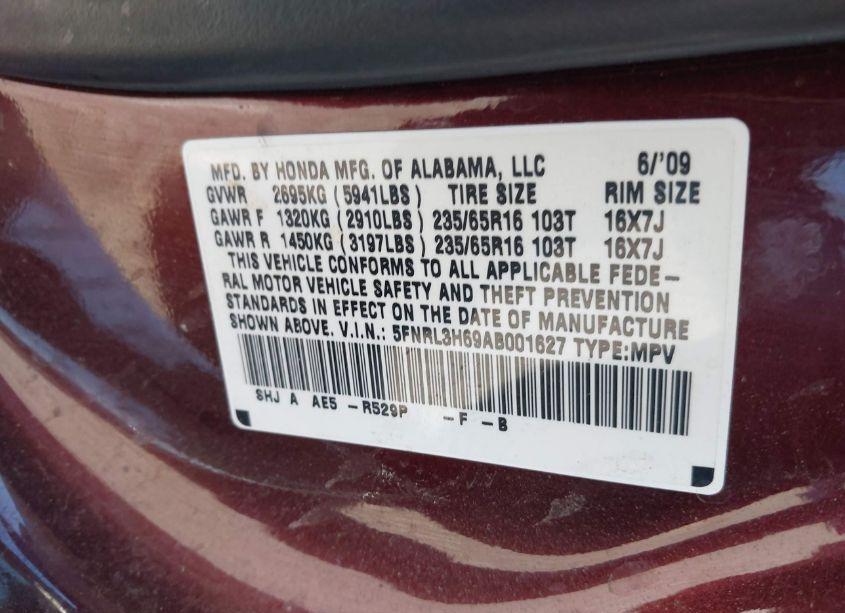 MFD. BY HONDA MFG. OF ALABAMA, LLC 6/'09
GVWR 2695KG (5941LBS) TIRE SIZE RIM SIZE
GAWR F 1320KG (2910LBS) 235/65R16 103T 16X7J
GAWR R 1450KG (3197LBS) 235/65R16 103T 16X7J
THIS VEHICLE CONFORMS TO ALL APPLICABLE FEDE-
RAL MOTOR VEHICLE SAFETY AND THEFT PREVENTION
STANDARDS IN EFFECT ON THE DATE OF MANUFACTURE
SHOWN ABOVE. V.I.N.: 5FNRL3H69AB001627 TYPE:MPV
SHJ A AE5 -R529P -F -B